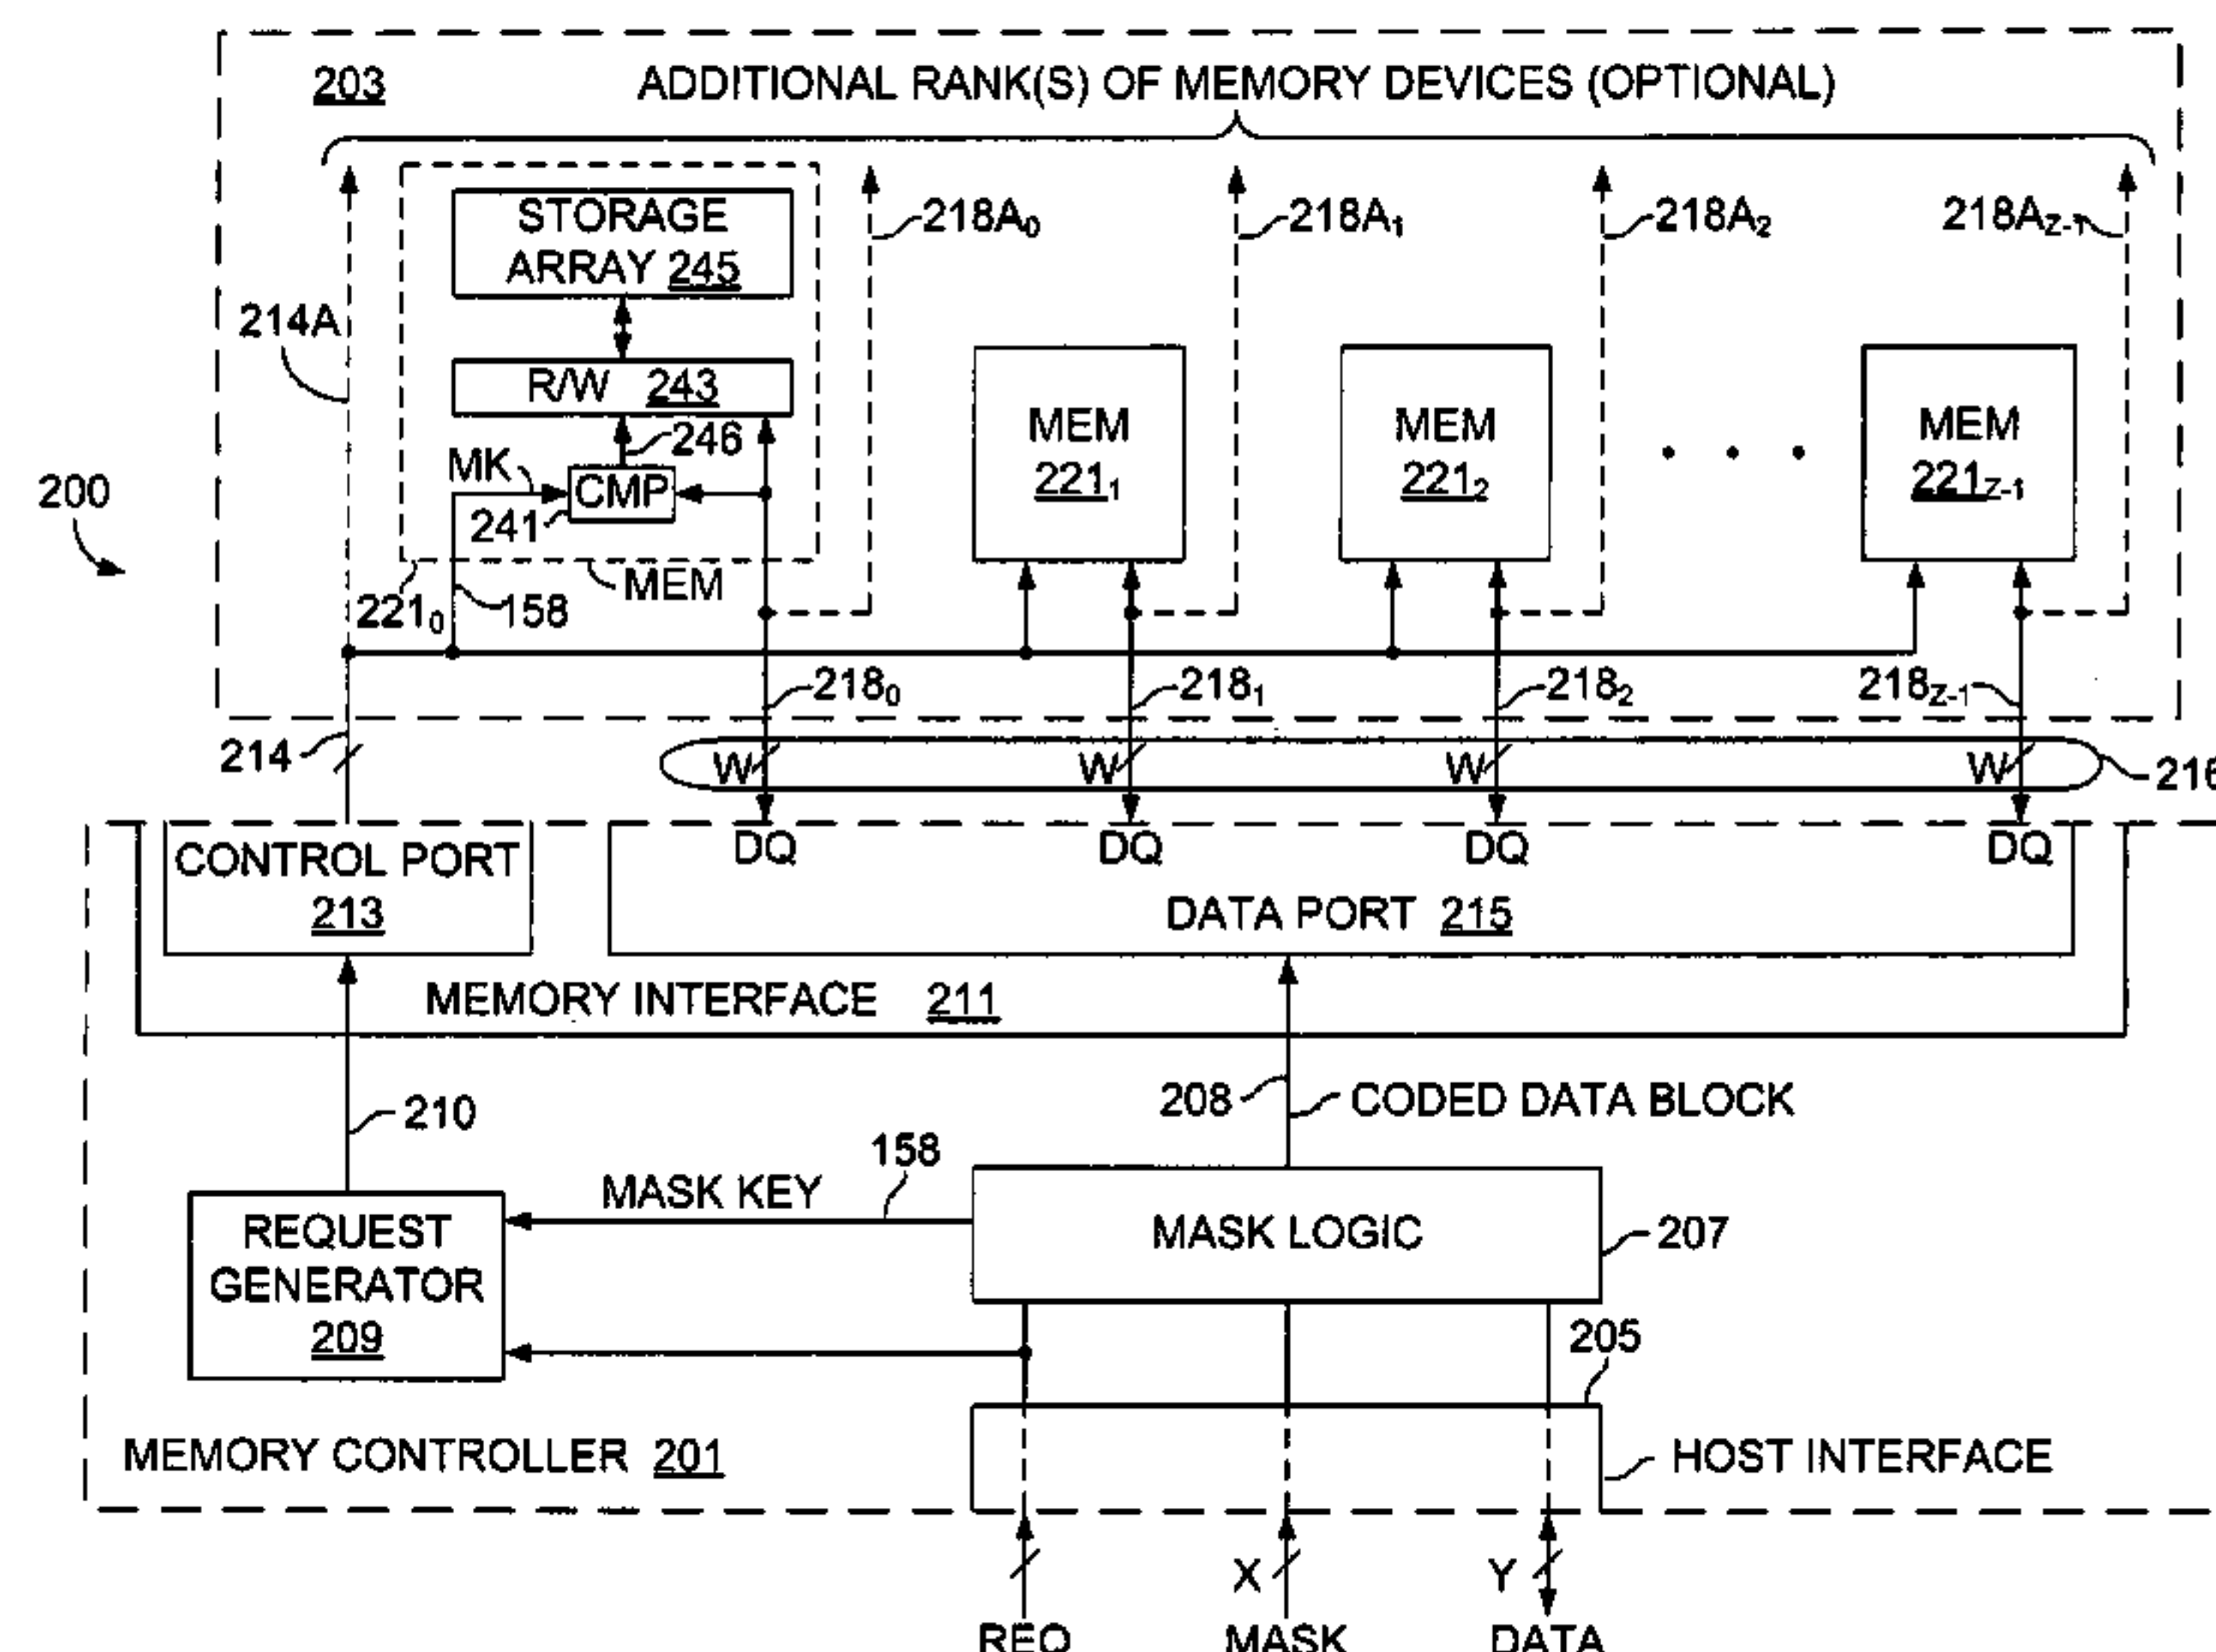 203
ADDITIONAL RANK(S) OF MEMORY DEVICES (OPTIONAL)
STORAGE
ARRAY 245
218A0
218A1
218A2
218AZ-1
214A
R/W 243
246
MK
CMP
241
MEM
2211
MEM
2212
• • •
MEM
221Z-1
200
2210
158
MEM
2180
2181
2182
218Z-1
214
W
W
W
W
216
CONTROL PORT
213
DQ
DQ
DQ
DQ
DATA PORT 215
MEMORY INTERFACE 211
210
208
CODED DATA BLOCK
158
MASK KEY
REQUEST
GENERATOR
209
MASK LOGIC
207
205
MEMORY CONTROLLER 201
HOST INTERFACE
X
Y
REQ
MASK
DATA